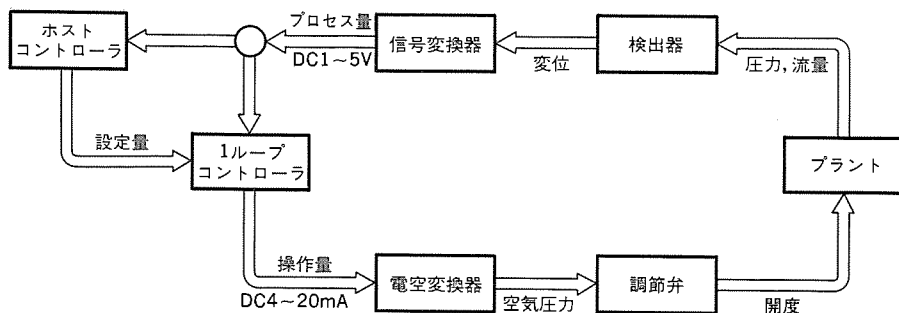 ホスト
コントローラ
プロセス量
DC1~5V
信号変換器
変位
検出器
圧力,流量
設定量
1ループ
コントローラ
プラント
操作量
DC4~20mA
電空変換器
空気圧力
調節弁
開度